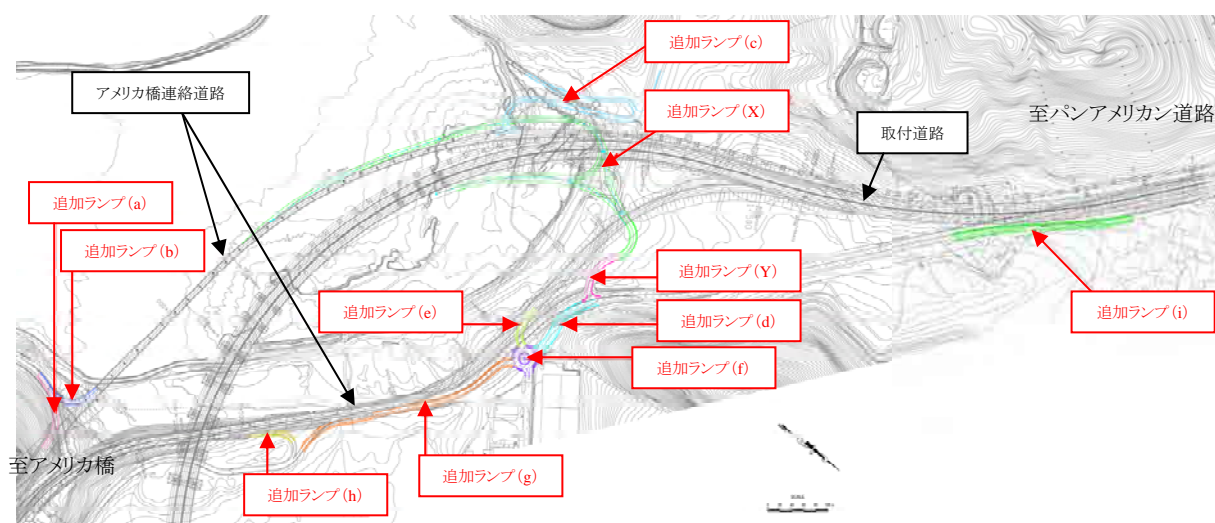 追加ランプ(c)
アメリカ橋連絡道路
追加ランプ(X)
至パンアメリカン道路
取付道路
追加ランプ(a)
追加ランプ(b)
追加ランプ(Y)
追加ランプ(e)
追加ランプ(d)
追加ランプ(i)
追加ランプ(f)
至アメリカ橋
追加ランプ(g)
追加ランプ(h)